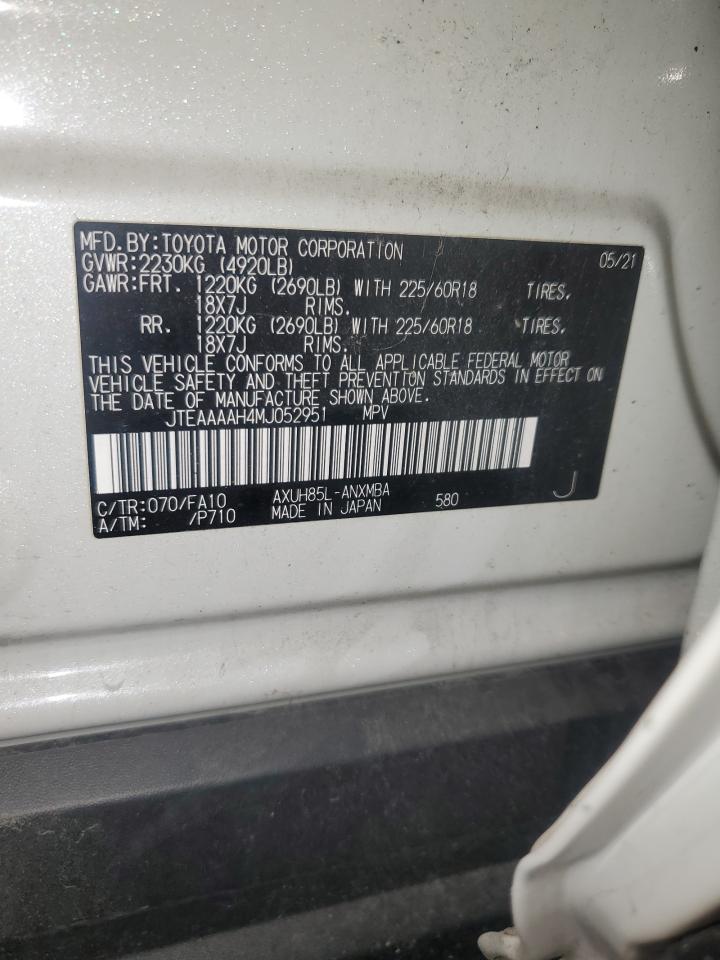 MFD.BY:TOYOTA MOTOR CORPORATION 05/21
GVWR:2230KG (4920LB)
GAWR:FRT. 1220KG (2690LB) WITH 225/60R18 TIRES,
18X7J RIMS.
RR. 1220KG (2690LB) WITH 225/60R18 TIRES,
18X7J RIMS.
THIS VEHICLE CONFORMS TO ALL APPLICABLE FEDERAL MOTOR
VEHICLE SAFETY AND THEFT PREVENTION STANDARDS IN EFFECT ON
THE DATE OF MANUFACTURE SHOWN ABOVE.
JTEAAAAH4MJ052951 MPV
C/TR:070/FA10 AXUH85L-ANXMBA 580 J
A/TM: /P710 MADE IN JAPAN